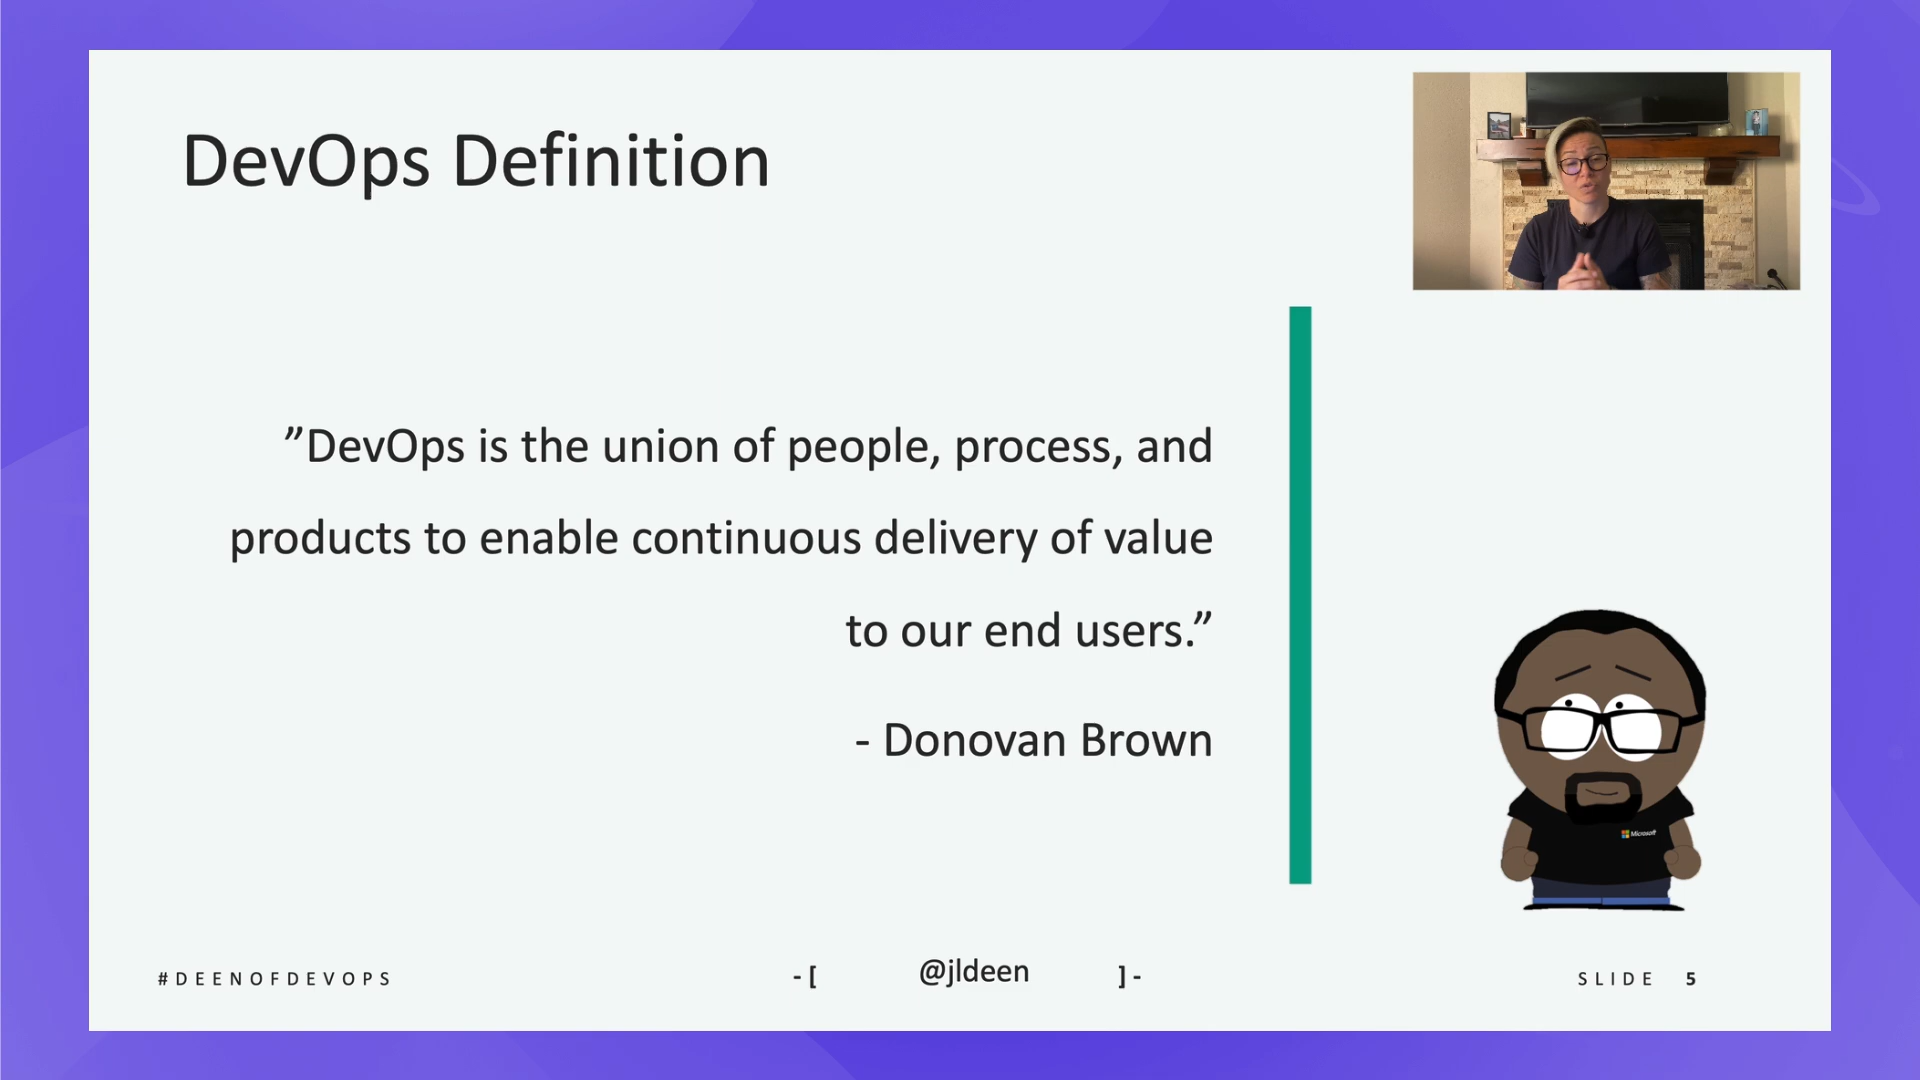 DevOps Definition
”DevOps is the union of people, process, and
products to enable continuous delivery of value
to our end users.”
- Donovan Brown
Microsoft
#DEENOFDEVOPS
-[ @jldeen ]-
SLIDE 5